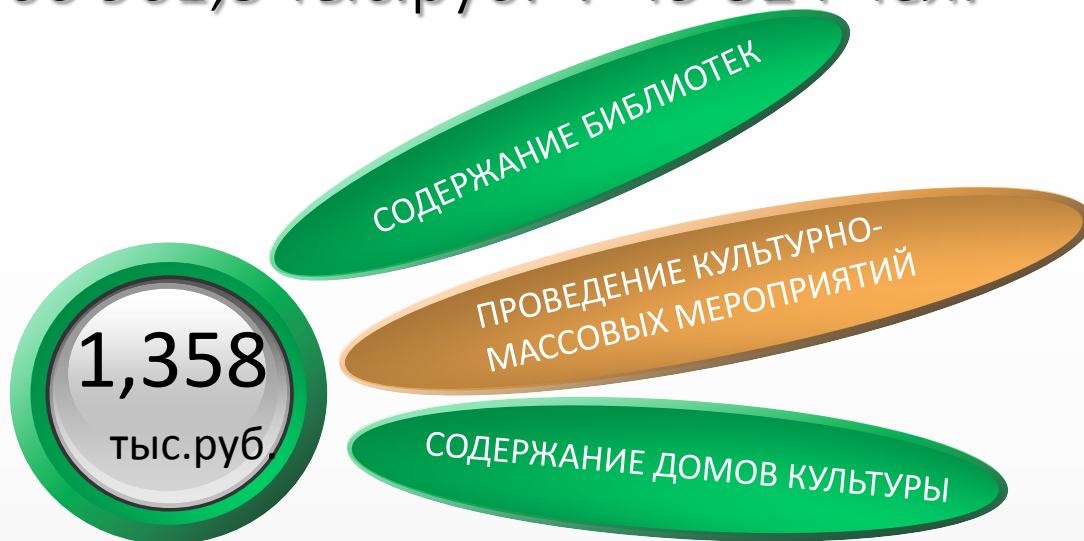 СОДЕРЖАНИЕ БИБЛИОТЕК
ПРОВЕДЕНИЕ КУЛЬТУРНО-
МАССОВЫХ МЕРОПРИЯТИЙ
1,358
тыс.руб.
СОДЕРЖАНИЕ ДОМОВ КУЛЬТУРЫ